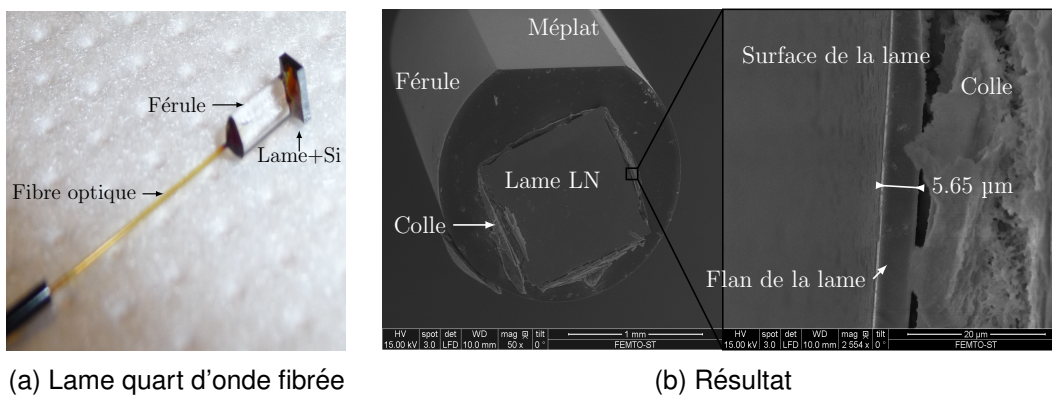 Férule
Lame+Si
Fibre optique
(a) Lame quart d'onde fibrée
Méplat
Férule
Lame LN
Colle
HV spot det WD mag tilt
15.00 kV 3.0 LFD 10.0 mm 50 x 0 °
1 mm
FEMTO-ST
Surface de la lame
Colle
5.65 µm
Flan de la lame
HV spot det WD mag tilt
15.00 kV 3.0 LFD 10.0 mm 2 554 x 0 °
20 µm
FEMTO-ST
(b) Résultat